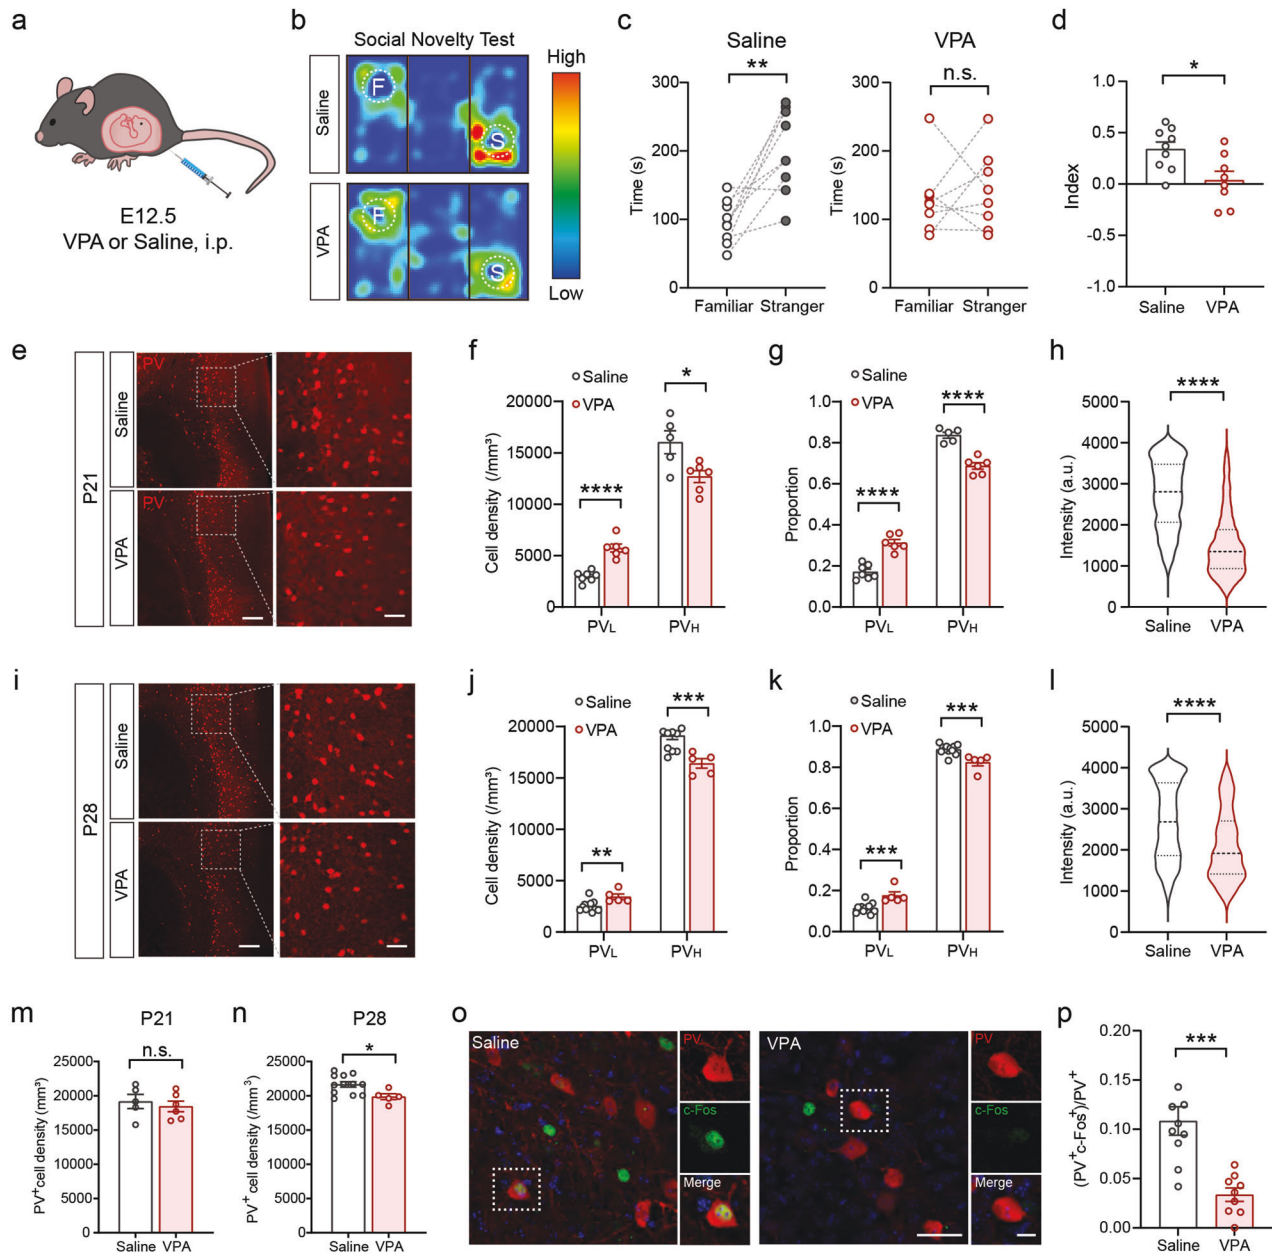 a
E12.5
VPA or Saline, i.p.
b
Social Novelty Test
Saline
F
S
VPA
F
S
High
Low
c
Saline
**
Time (s)
300
200
100
0
Familiar Stranger
VPA
n.s.
Time (s)
300
200
100
0
Familiar Stranger
d
*
Index
1.0
0.5
0.0
-0.5
-1.0
Saline VPA
e
P21
Saline
VPA
PV
PV
f
Saline
VPA
*
****
Cell density (/mm³)
20000
15000
10000
5000
0
PVL PVH
g
Saline
VPA
****
****
Proportion
1.0
0.8
0.6
0.4
0.2
0.0
PVL PVH
h
****
Intensity (a.u.)
5000
4000
3000
2000
1000
0
Saline VPA
i
P28
Saline
VPA
j
Saline
VPA
***
**
Cell density (/mm³)
20000
15000
10000
5000
0
PVL PVH
k
Saline
VPA
***
***
Proportion
1.0
0.8
0.6
0.4
0.2
0.0
PVL PVH
l
****
Intensity (a.u.)
5000
4000
3000
2000
1000
0
Saline VPA
m
P21
n.s.
PV⁺cell density (mm³)
25000
20000
15000
10000
5000
0
Saline VPA
n
P28
*
PV⁺ cell density (/mm³)
25000
20000
15000
10000
5000
0
Saline VPA
o
Saline
PV
c-Fos
Merge
VPA
PV
c-Fos
Merge
p
***
(PV⁺c-Fos⁺)/PV⁺
0.20
0.15
0.10
0.05
0.00
Saline VPA